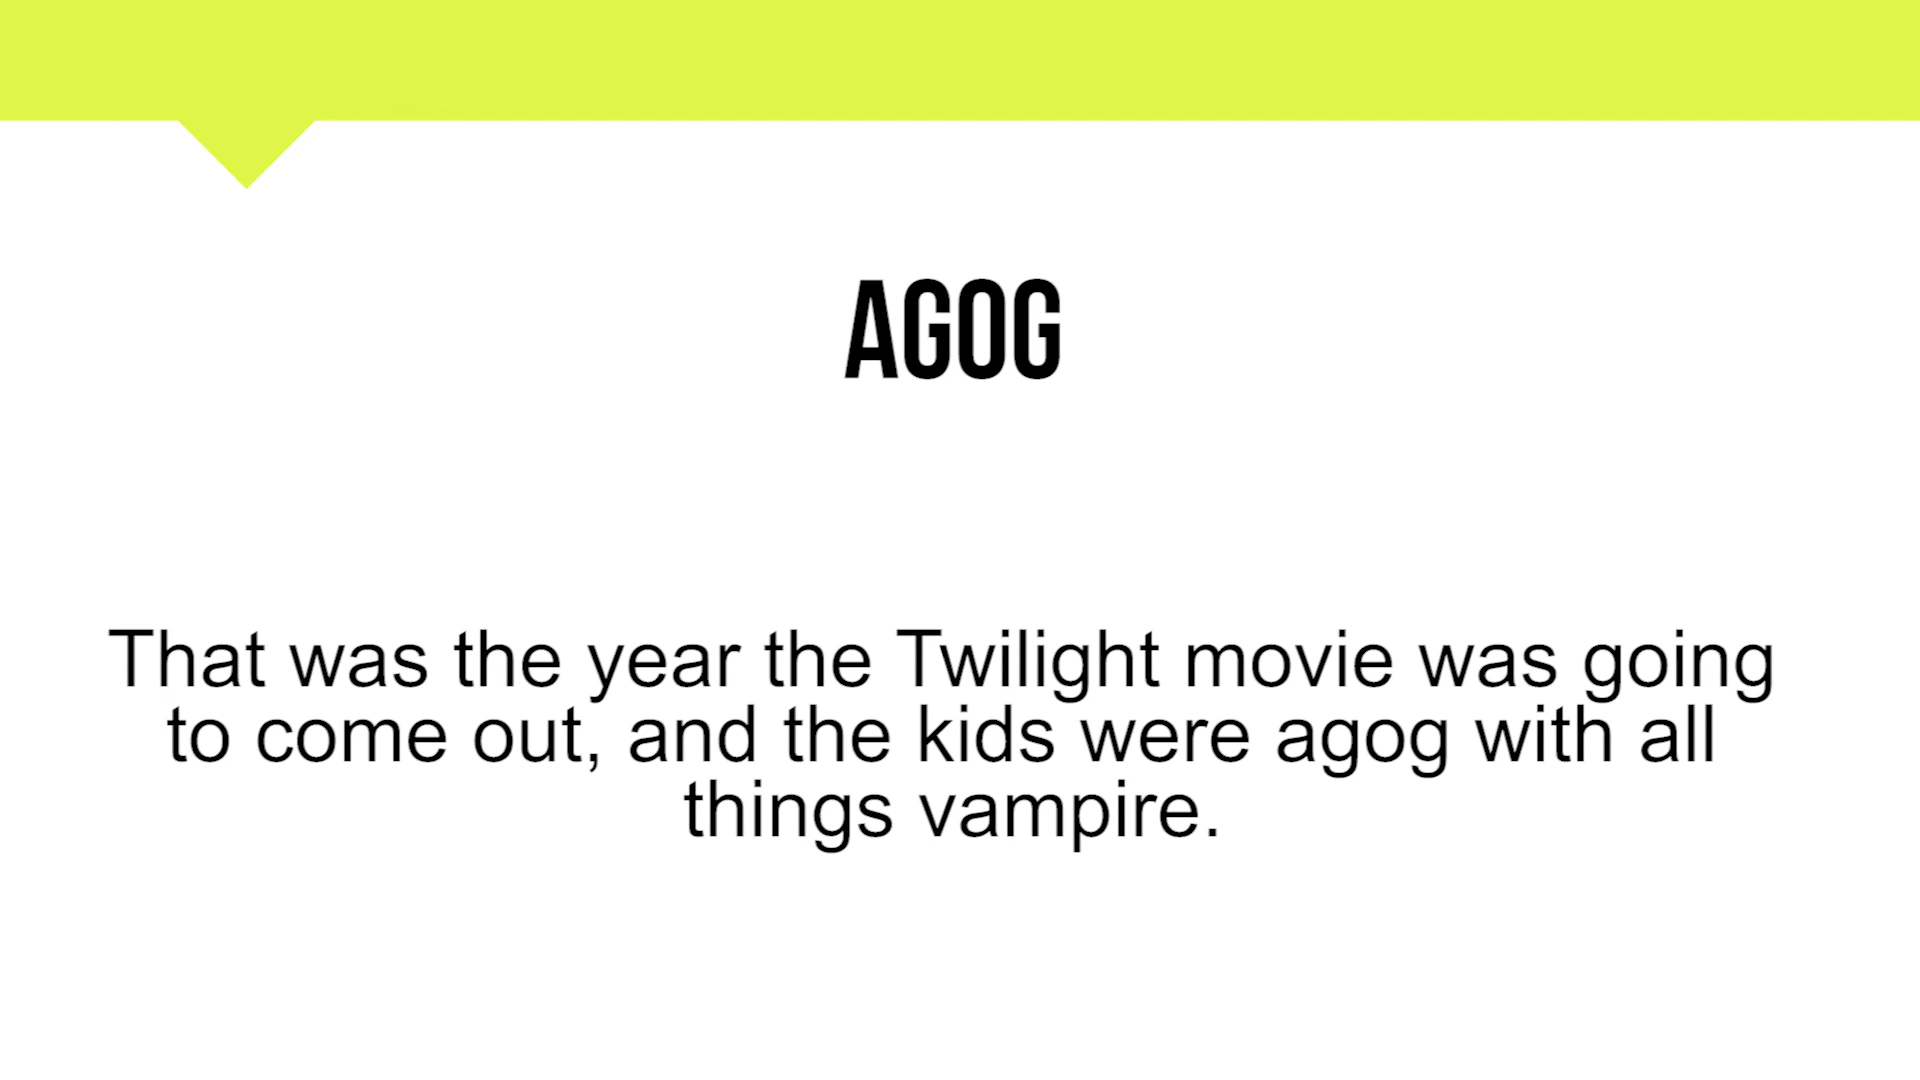 AGOG
That was the year the Twilight movie was going
to come out, and the kids were agog with all
things vampire.